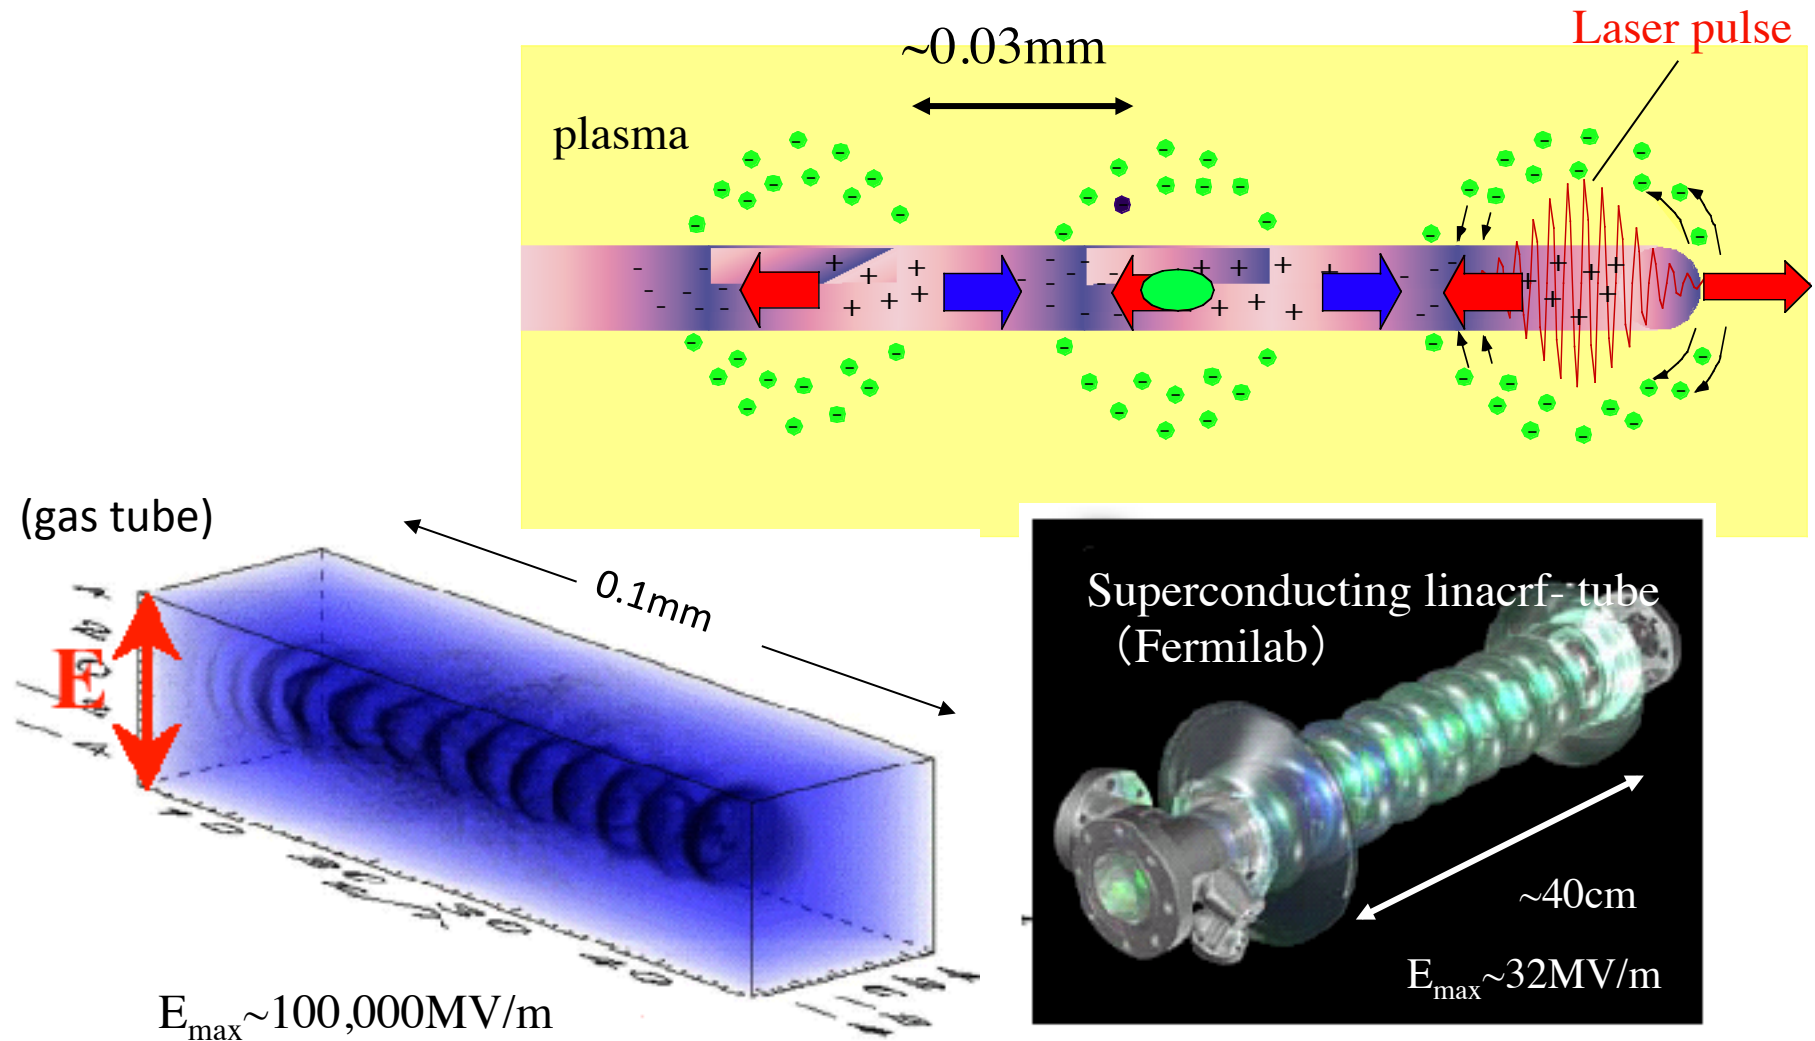 Laser pulse
~0.03mm
plasma
(gas tube)
0.1mm
E
Superconducting linacrf- tube
（Fermilab）
~40cm
Emax~32MV/m
Emax~100,000MV/m